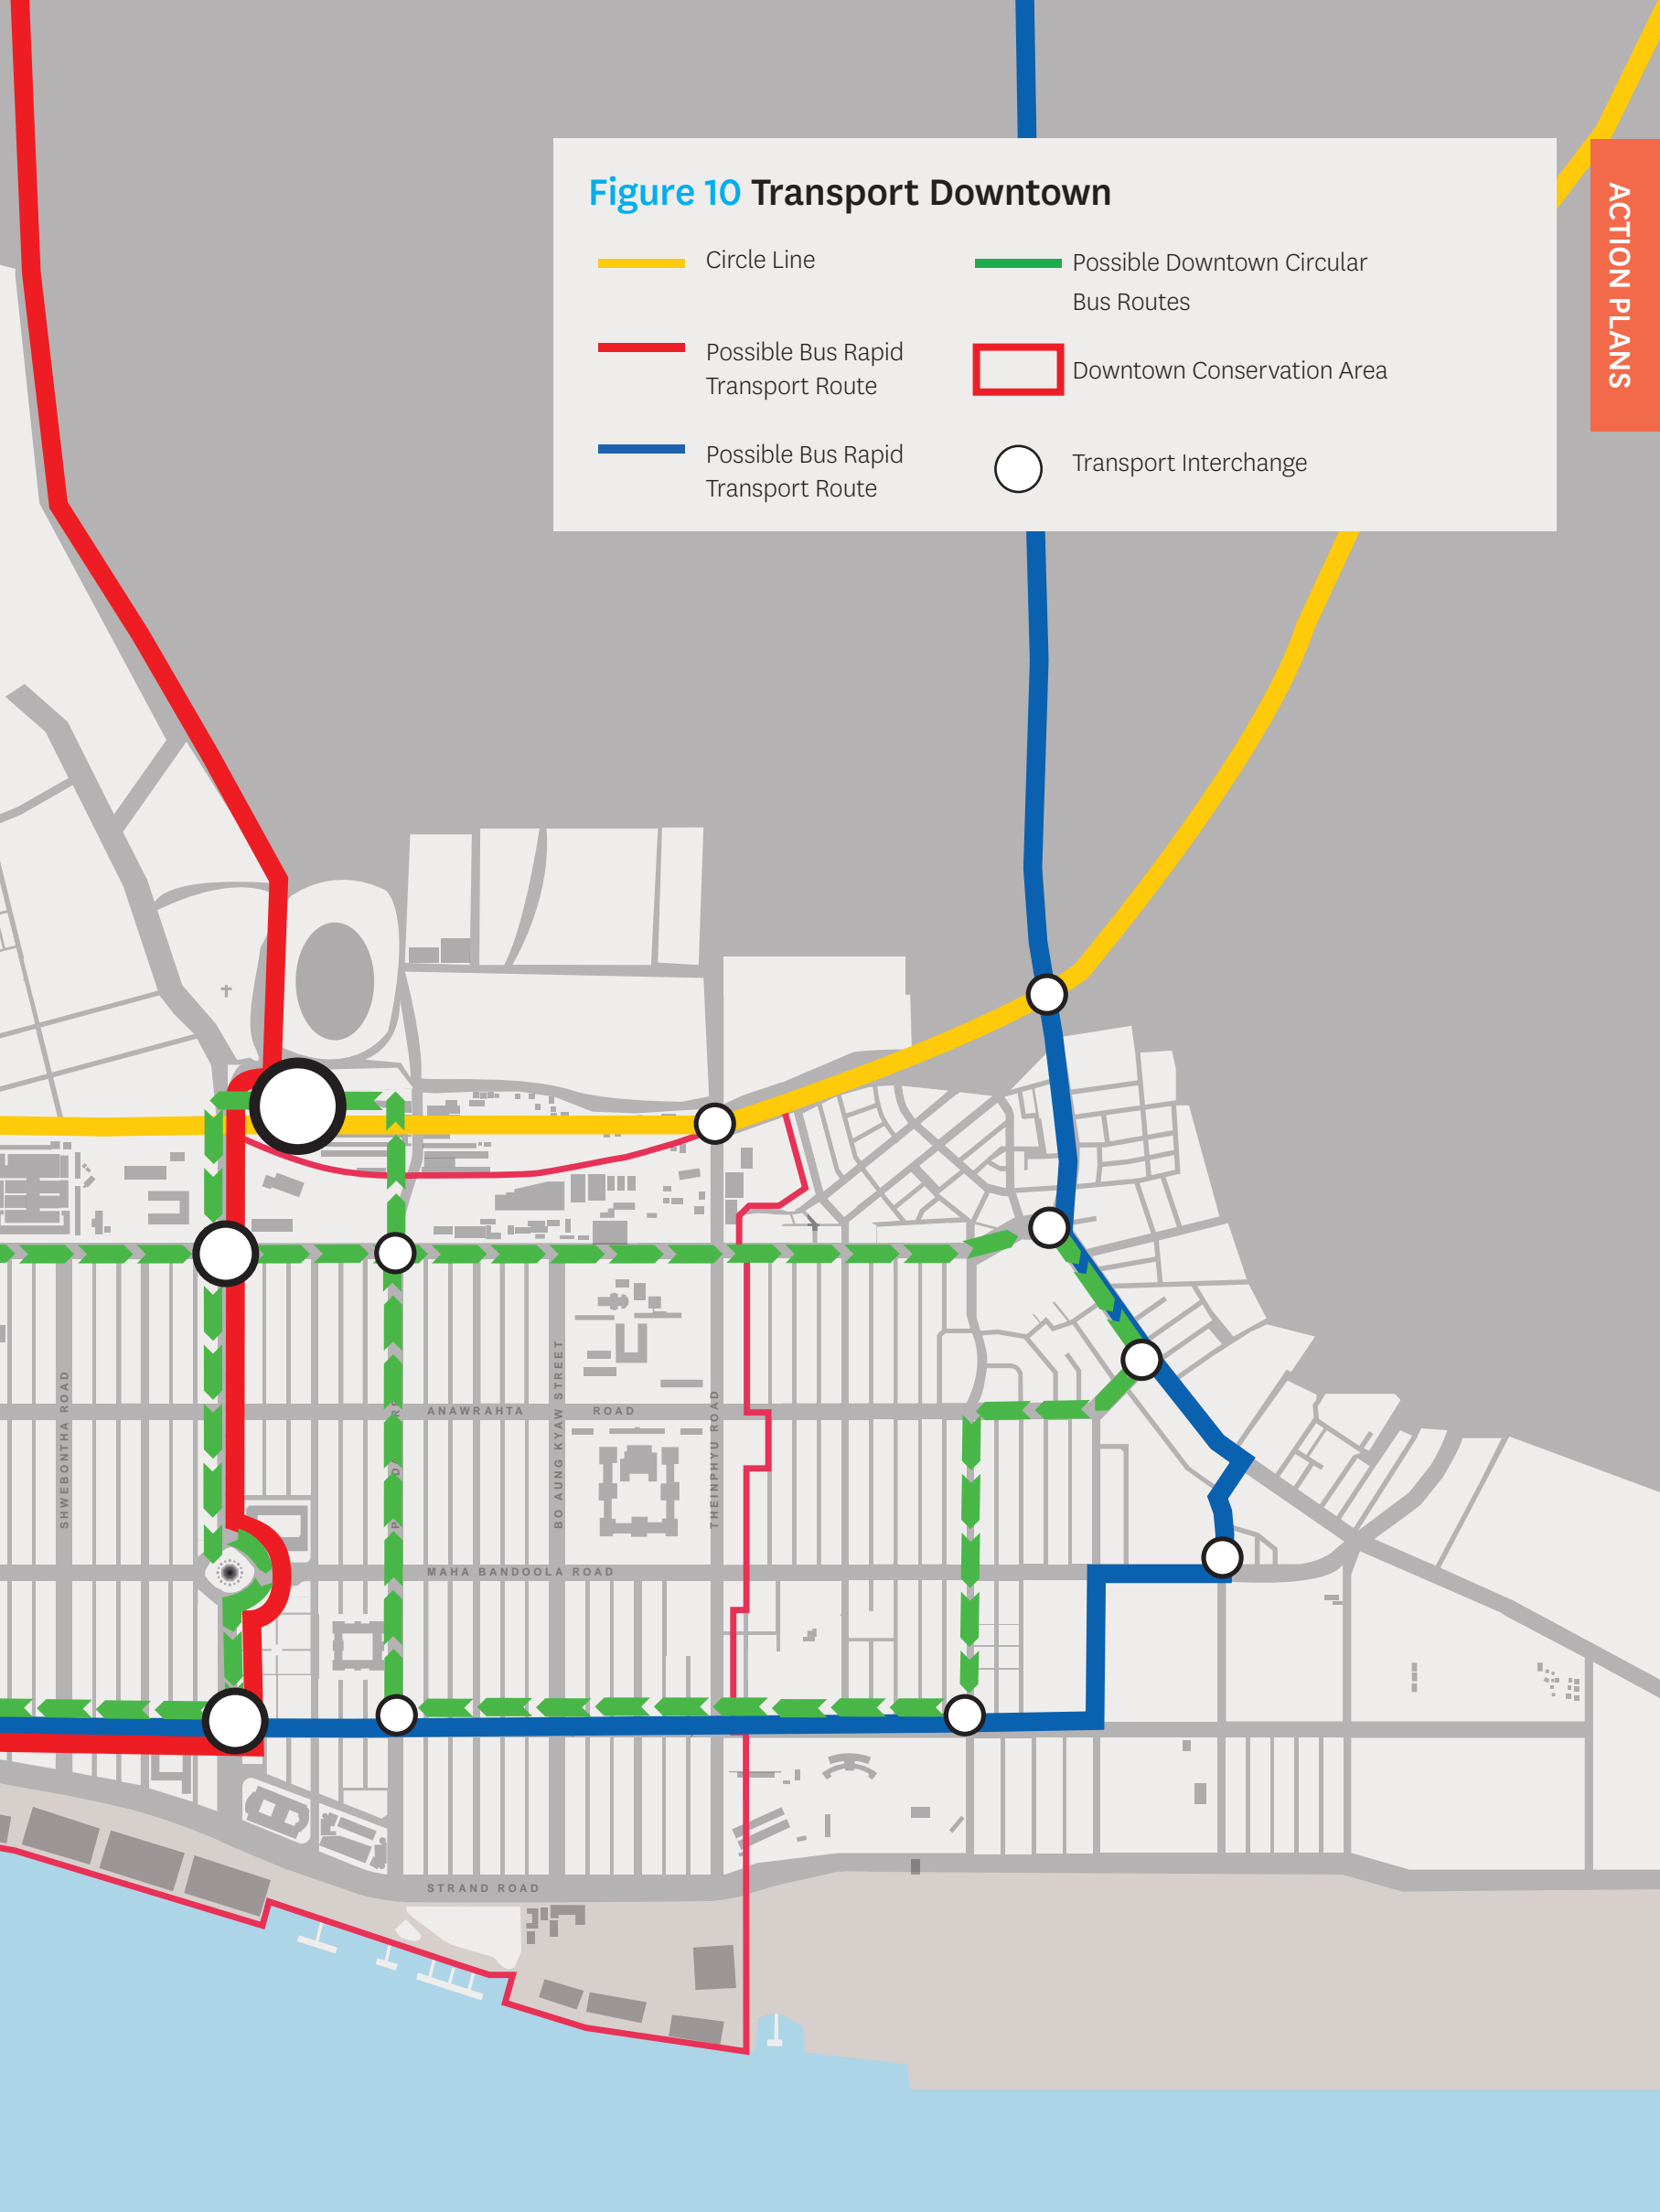 Figure 10 Transport Downtown
Circle Line
Possible Bus Rapid
Transport Route
Possible Bus Rapid
Transport Route
Possible Downtown Circular
Bus Routes
Downtown Conservation Area
Transport Interchange
ACTION PLANS
SHWEBONTHA ROAD
BO AUNG KYAW STREET
THEINPHYU ROAD
ANAWRAHTA ROAD
MAHA BANDOOLA ROAD
STRAND ROAD